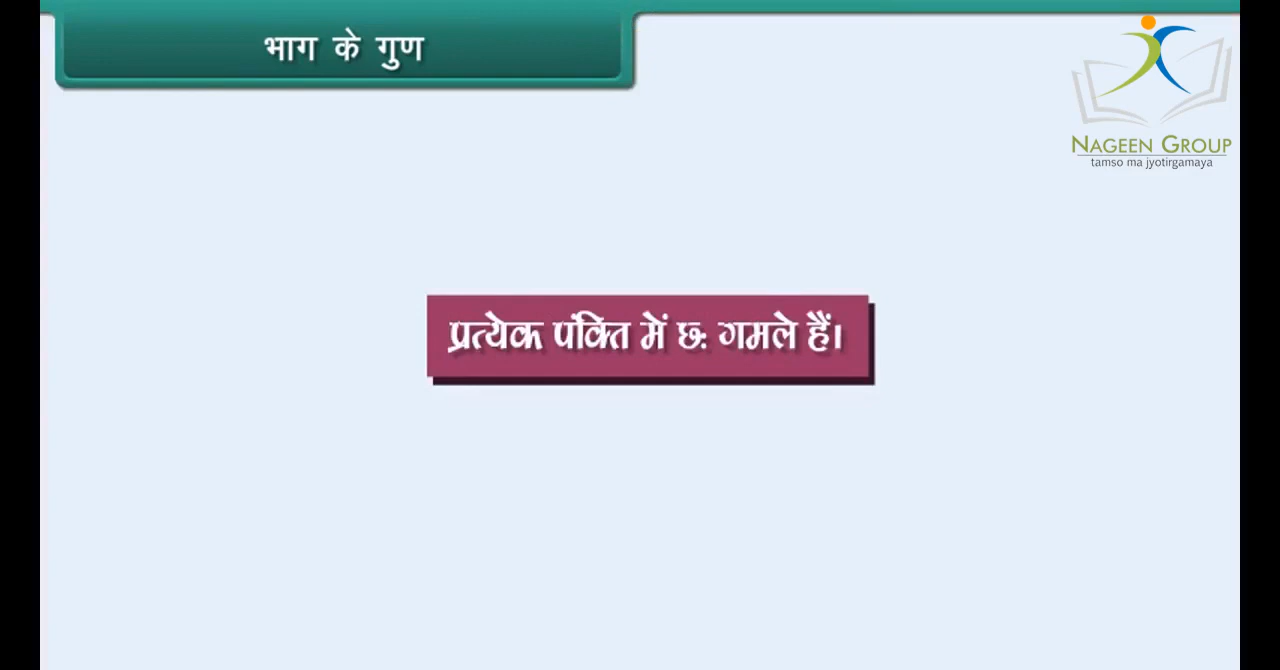 भाग के गुण
NAGEEN GROUP
tamso ma jyotirgamaya
प्रत्येक पंक्ति में छः गमले हैं।